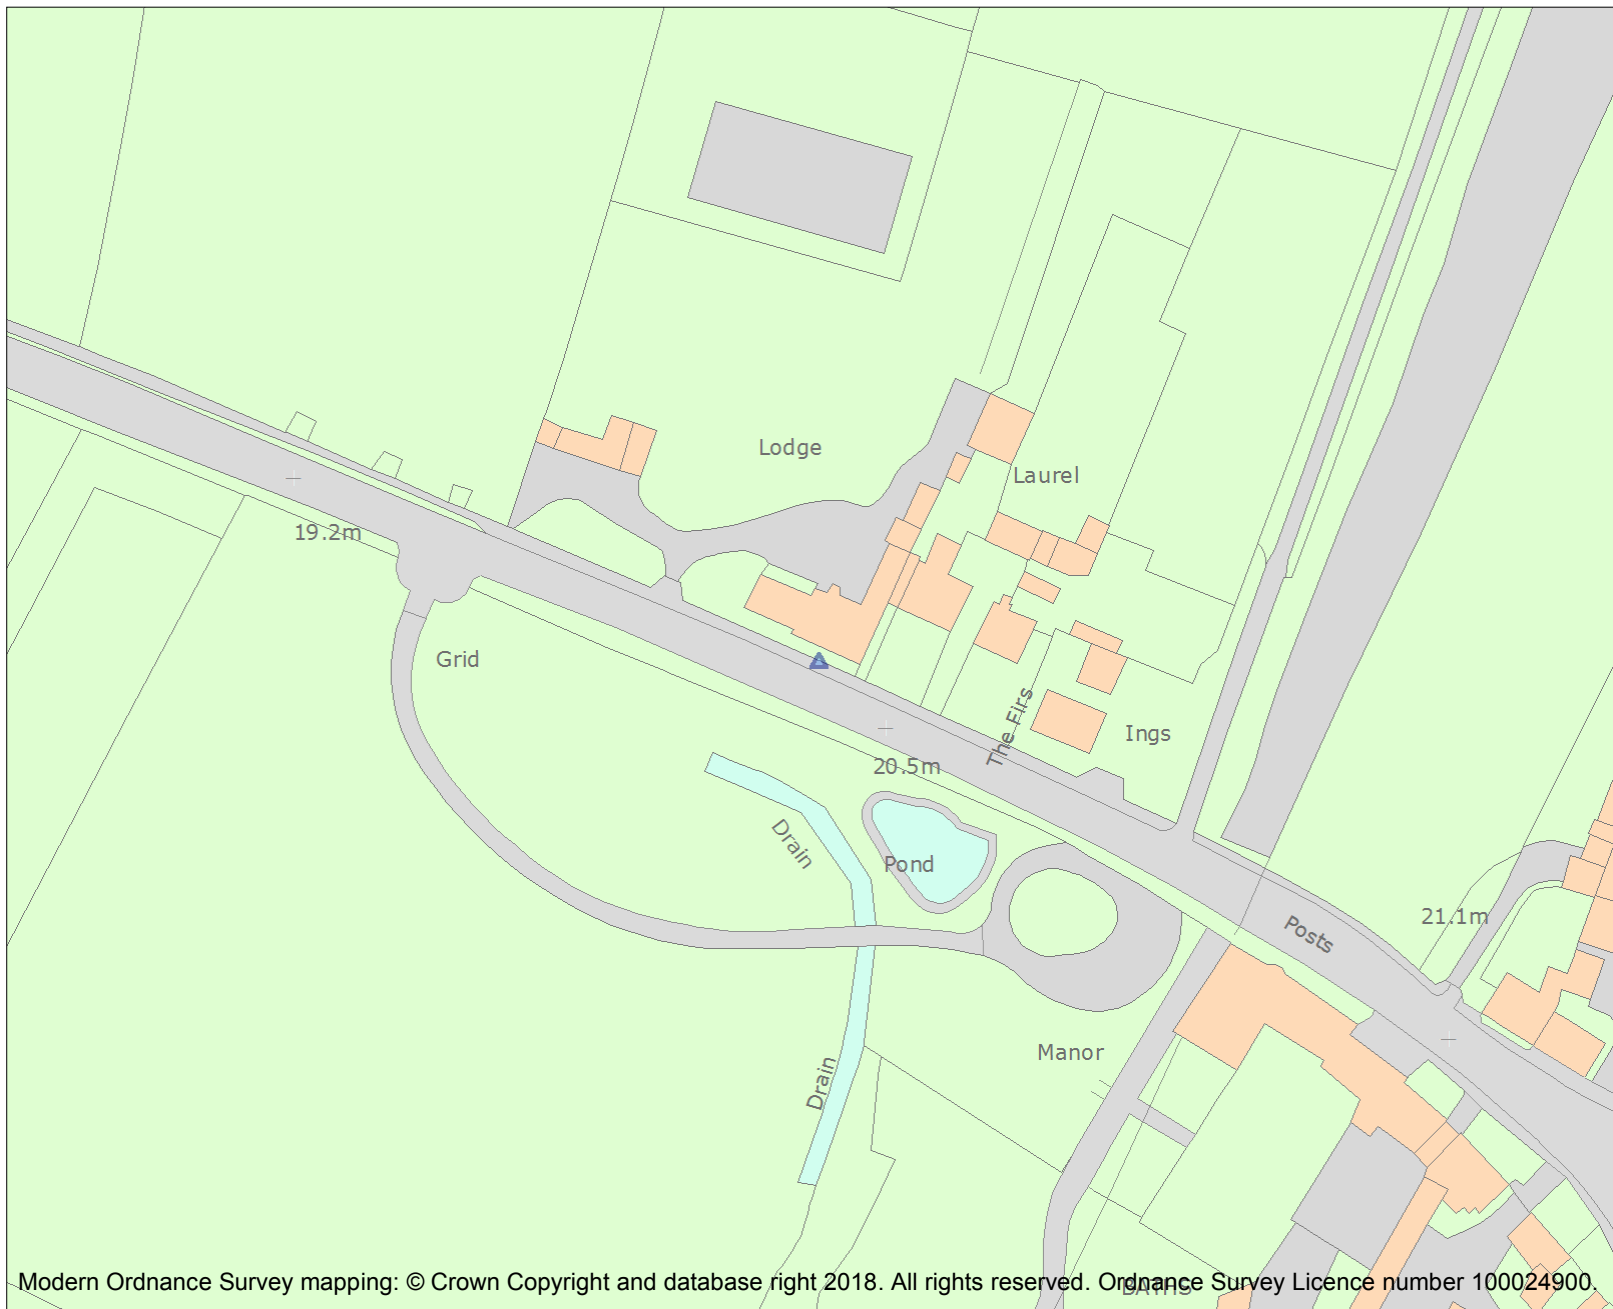 Lodge
Laurel
19.2m
Grid
The Firs
Ings
20.5m
Drain
Pond
21.1m
Posts
Manor
Drain
BATHS
Modern Ordnance Survey mapping: © Crown Copyright and database right 2018. All rights reserved. Ordnance Survey Licence number 100024900.